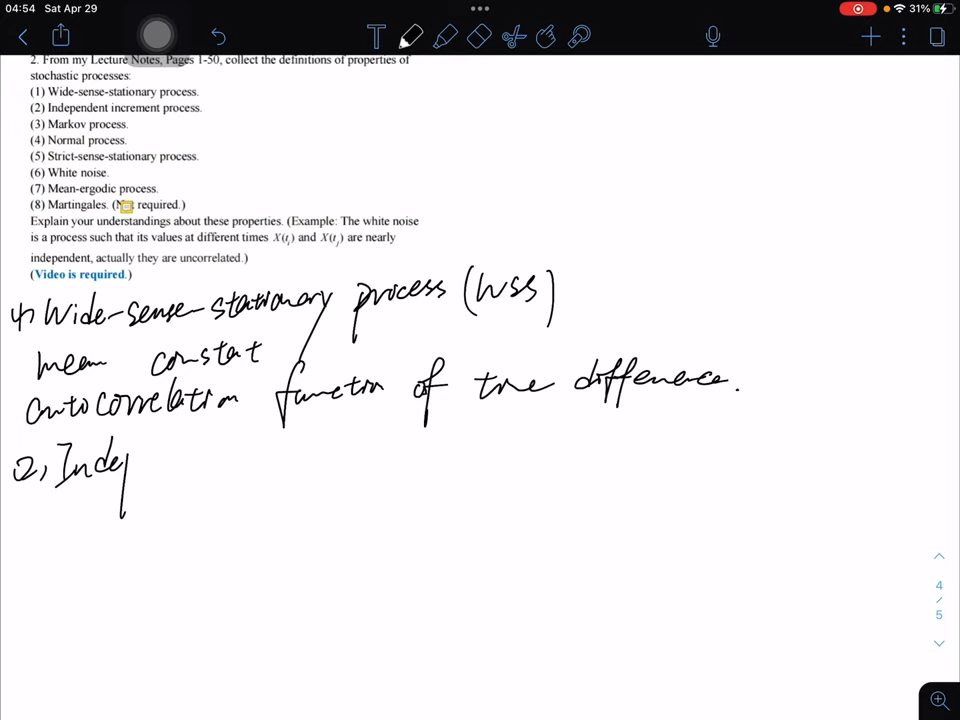 04:54 Sat Apr 29
31%
2. From my Lecture Notes, Pages 1-50, collect the definitions of properties of
stochastic processes:
(1) Wide-sense-stationary process.
(2) Independent increment process.
(3) Markov process.
(4) Normal process.
(5) Strict-sense-stationary process.
(6) White noise.
(7) Mean-ergodic process.
(8) Martingales. (Not required.)
Explain your understandings about these properties. (Example: The white noise
is a process such that its values at different times X(t_i) and X(t_j) are nearly
independent, actually they are uncorrelated.)
(Video is required.)
(1) Wide-sense-stationary process (WSS)
mean constat
autocorrelation function of time difference.
2, Indep
4
/
5